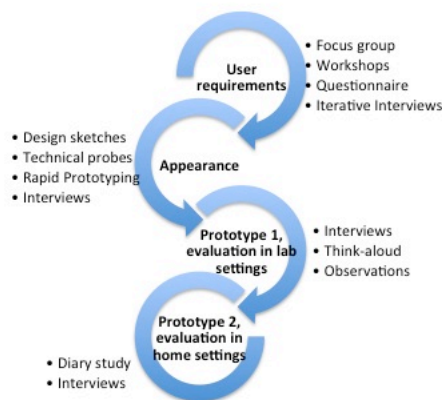 User
requirements
• Focus group
• Workshops
• Questionnaire
• Iterative Interviews
• Design sketches
• Technical probes
• Rapid Prototyping
• Interviews
Appearance
Prototype 1,
evaluation in lab
settings
• Interviews
• Think-aloud
• Observations
Prototype 2,
evaluation in
home settings
• Diary study
• Interviews